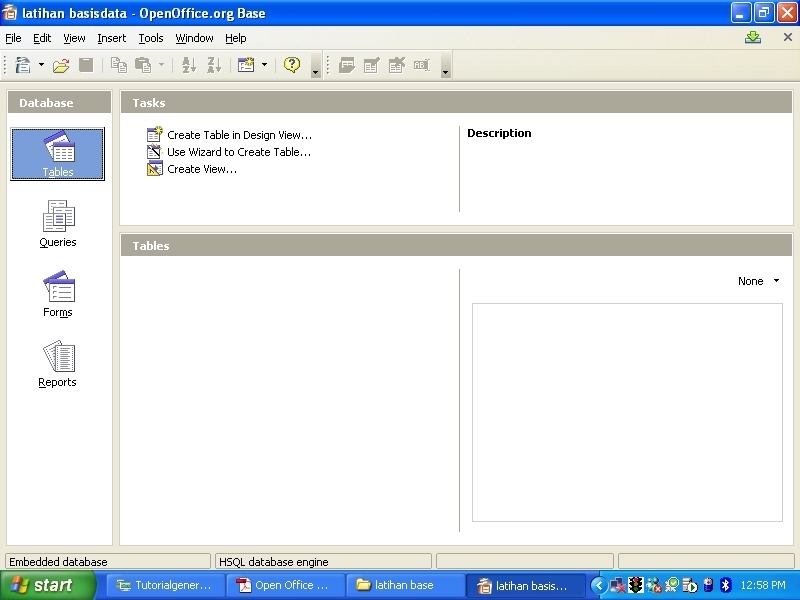 latihan basisdata - OpenOffice.org Base
File Edit View Insert Tools Window Help
Database
Tables
Queries
Forms
Reports
Tasks
Create Table in Design View...
Use Wizard to Create Table...
Create View...
Description
Tables
None
Embedded database
HSQL database engine
start
Tutorialgener...
Open Office ...
latihan base
latihan basis...
12:58 PM